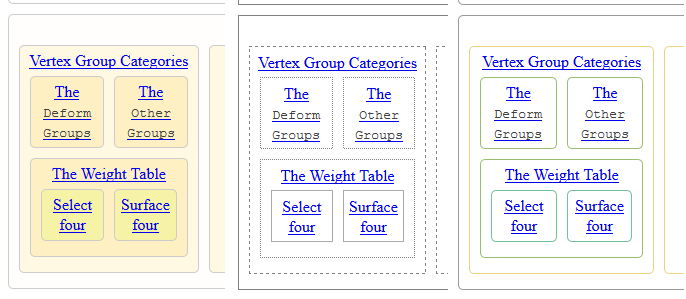 Vertex Group Categories
The The
Deform Other
Groups Groups
The Weight Table
Select Surface
four four
Vertex Group Categories
The The
Deform Other
Groups Groups
The Weight Table
Select Surface
four four
Vertex Group Categories
The The
Deform Other
Groups Groups
The Weight Table
Select Surface
four four